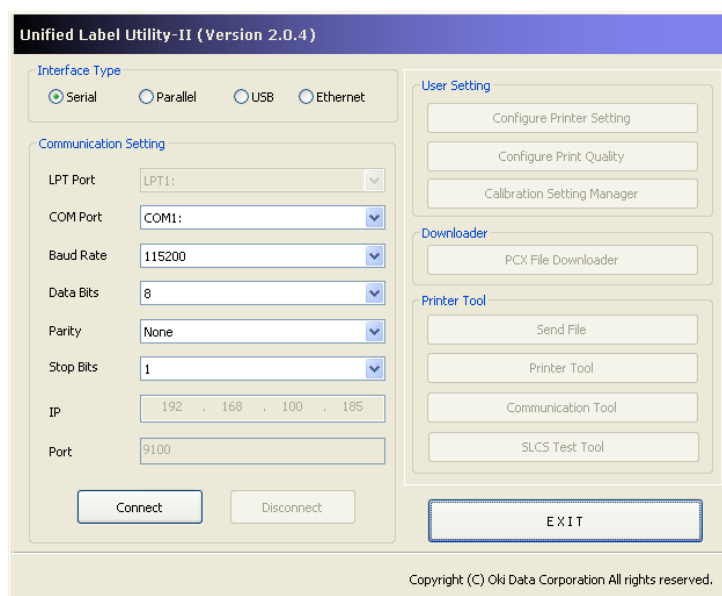 Unified Label Utility-II (Version 2.0.4)
Interface Type
Serial Parallel USB Ethernet
Communication Setting
LPT Port LPT1:
COM Port COM1:
Baud Rate 115200
Data Bits 8
Parity None
Stop Bits 1
IP 192 . 168 . 100 . 185
Port 9100
Connect Disconnect
User Setting
Configure Printer Setting
Configure Print Quality
Calibration Setting Manager
Downloader
PCX File Downloader
Printer Tool
Send File
Printer Tool
Communication Tool
SLCS Test Tool
EXIT
Copyright (C) Oki Data Corporation All rights reserved.